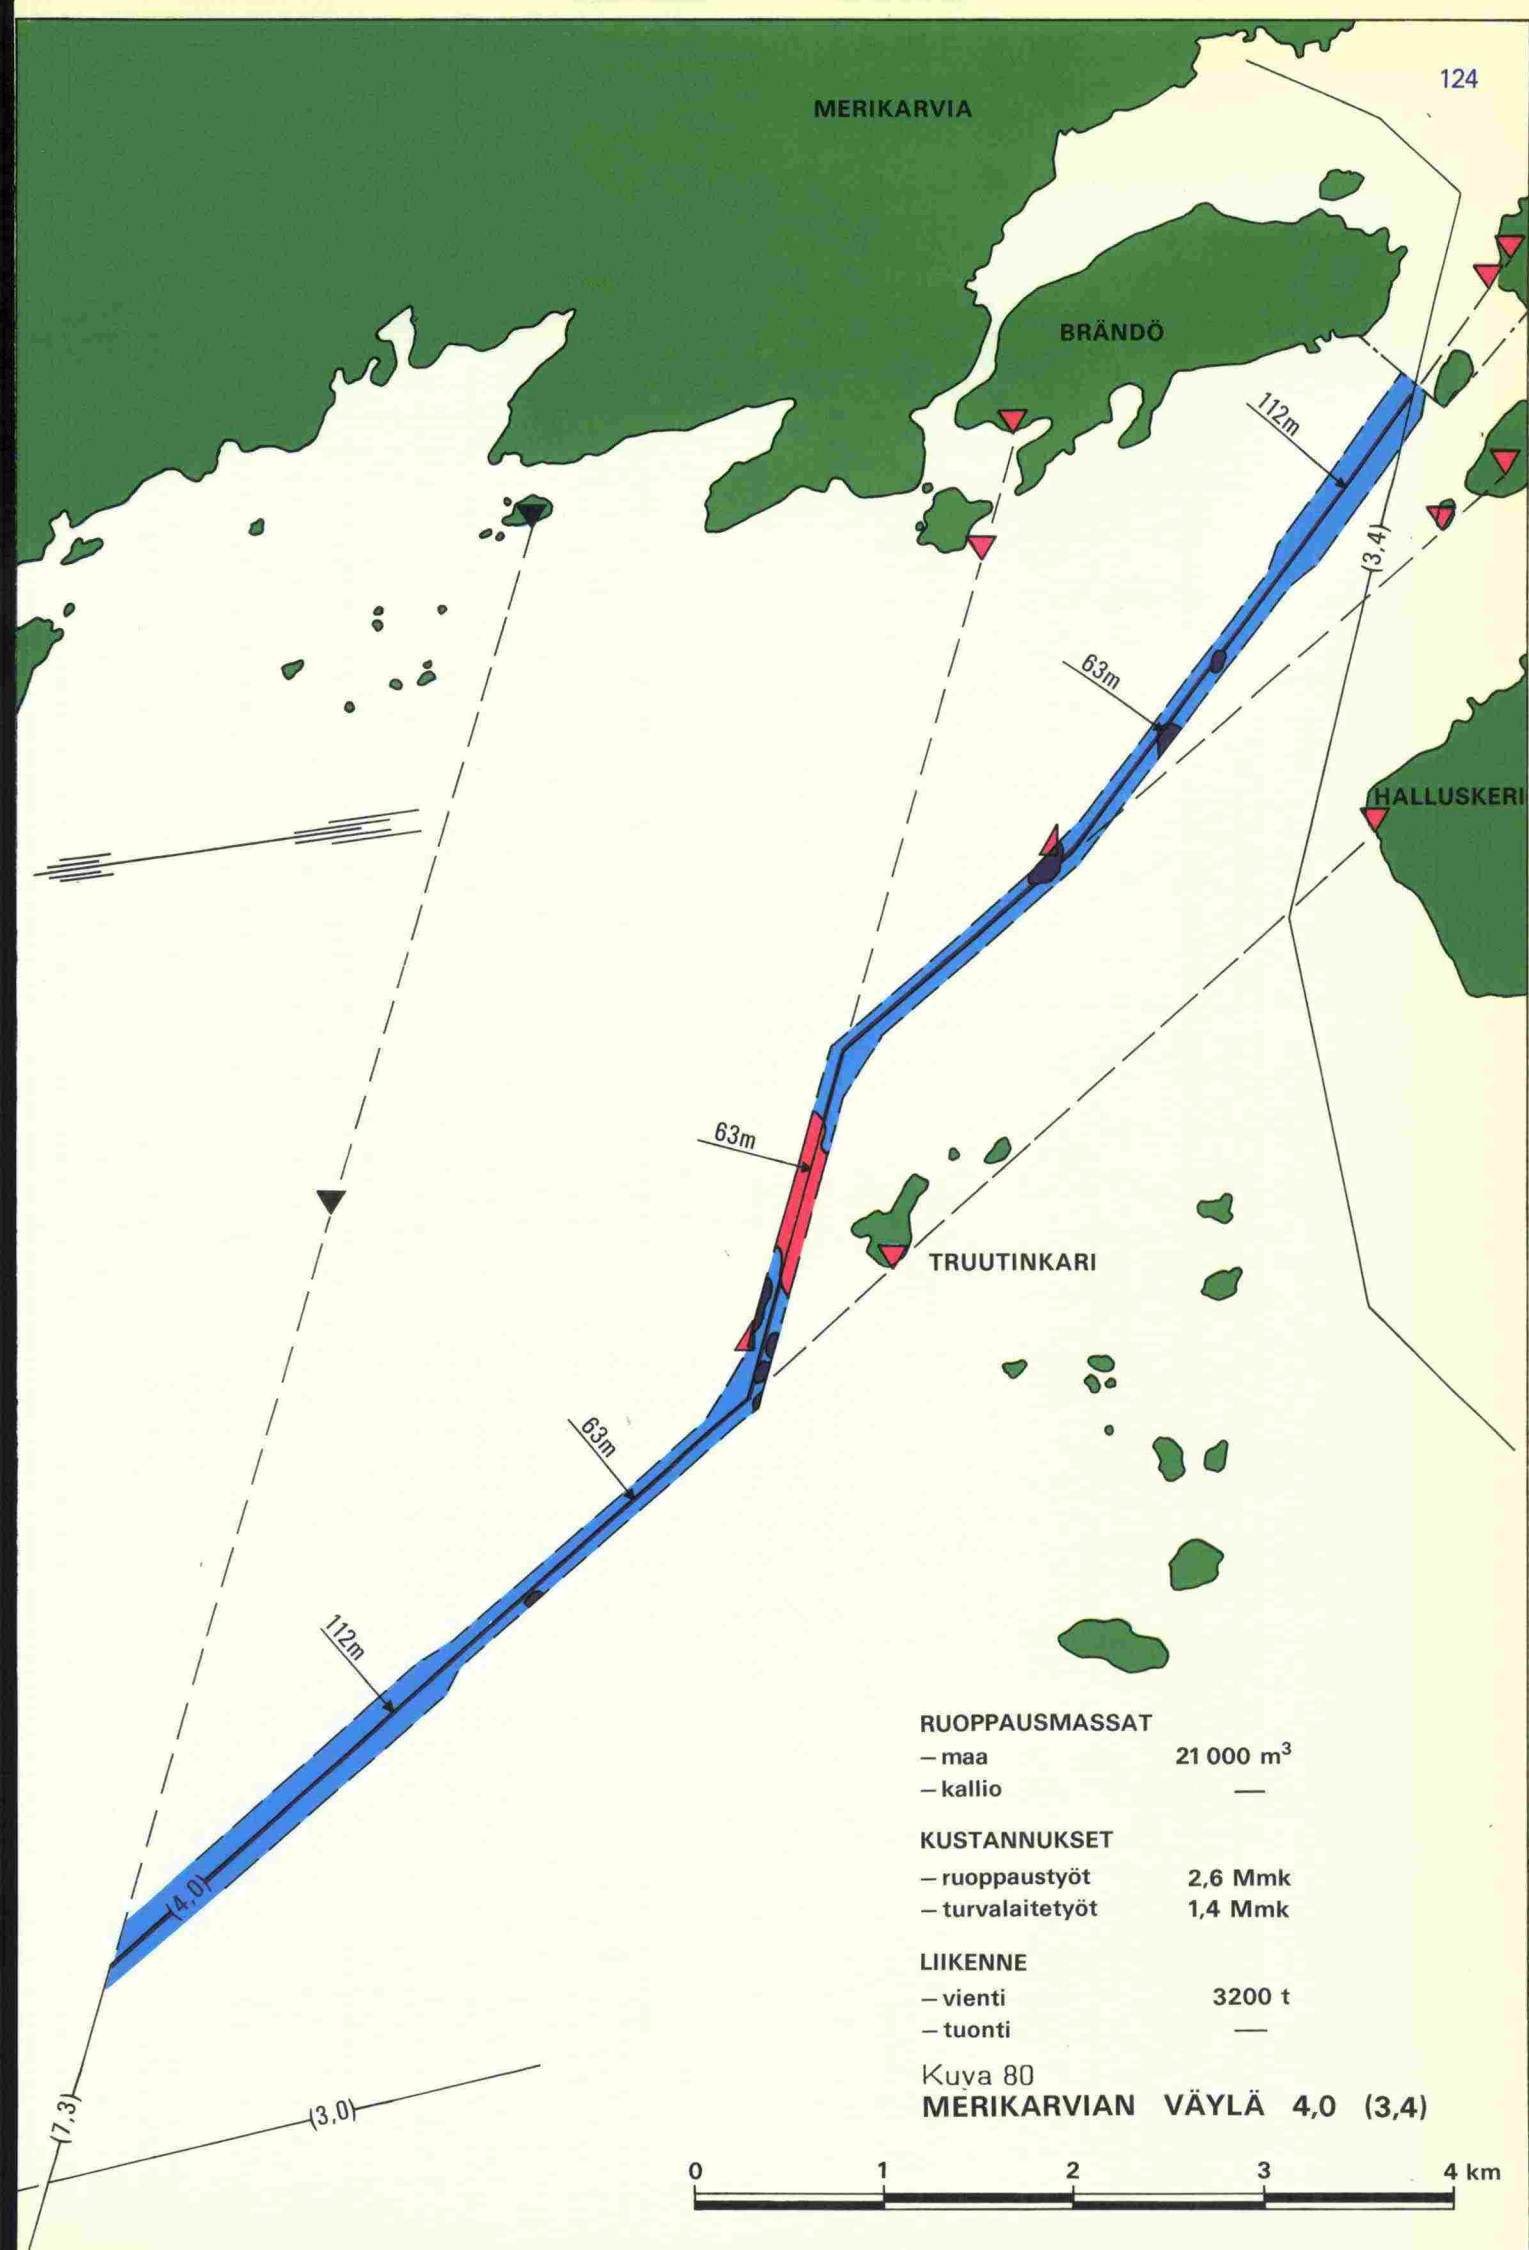 124
MERIKARVIA
BRÄNDÖ
112m
(3,4)
63m
HALLUSKERI
63m
TRUUTINKARI
63m
112m
(4,0)
RUOPPAUSMASSAT
– maa 21 000 m³
– kallio —
KUSTANNUKSET
– ruoppaustyöt 2,6 Mmk
– turvalaitetyöt 1,4 Mmk
LIIKENNE
– vienti 3200 t
– tuonti —
Kuva 80
MERIKARVIAN VÄYLÄ 4,0 (3,4)
(7,3)
(3,0)
0 1 2 3 4 km